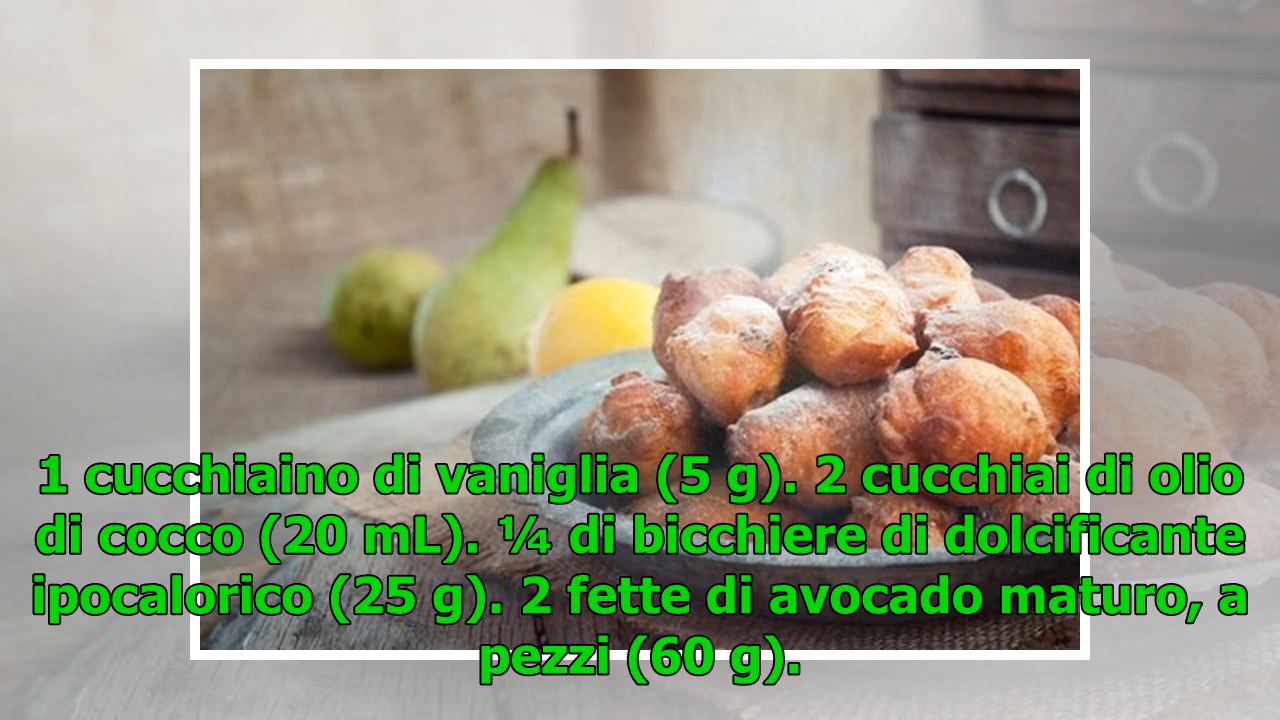 1 cucchiaino di vaniglia (5 g). 2 cucchiai di olio
di cocco (20 mL). ¼ di bicchiere di dolcificante
ipocalorico (25 g). 2 fette di avocado maturo, a
pezzi (60 g).